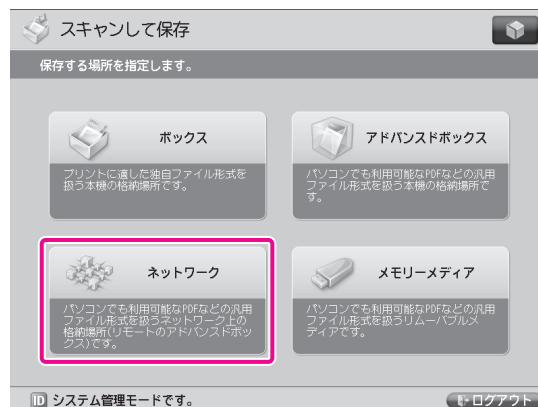 スキャンして保存
保存する場所を指定します。
ボックス
プリントに適した独自ファイル形式を
扱う本機の格納場所です。
アドバンスドボックス
パソコンでも利用可能なPDFなどの汎用
ファイル形式を扱う本機の格納場所で
す。
ネットワーク
パソコンでも利用可能なPDFなどの汎用
ファイル形式を扱うネットワーク上の
格納場所(リモートのアドバンスドボッ
クス)です。
メモリーメディア
パソコンでも利用可能なPDFなどの汎用
ファイル形式を扱うリムーバブルメ
ディアです。
ID システム管理モードです。
ログアウト